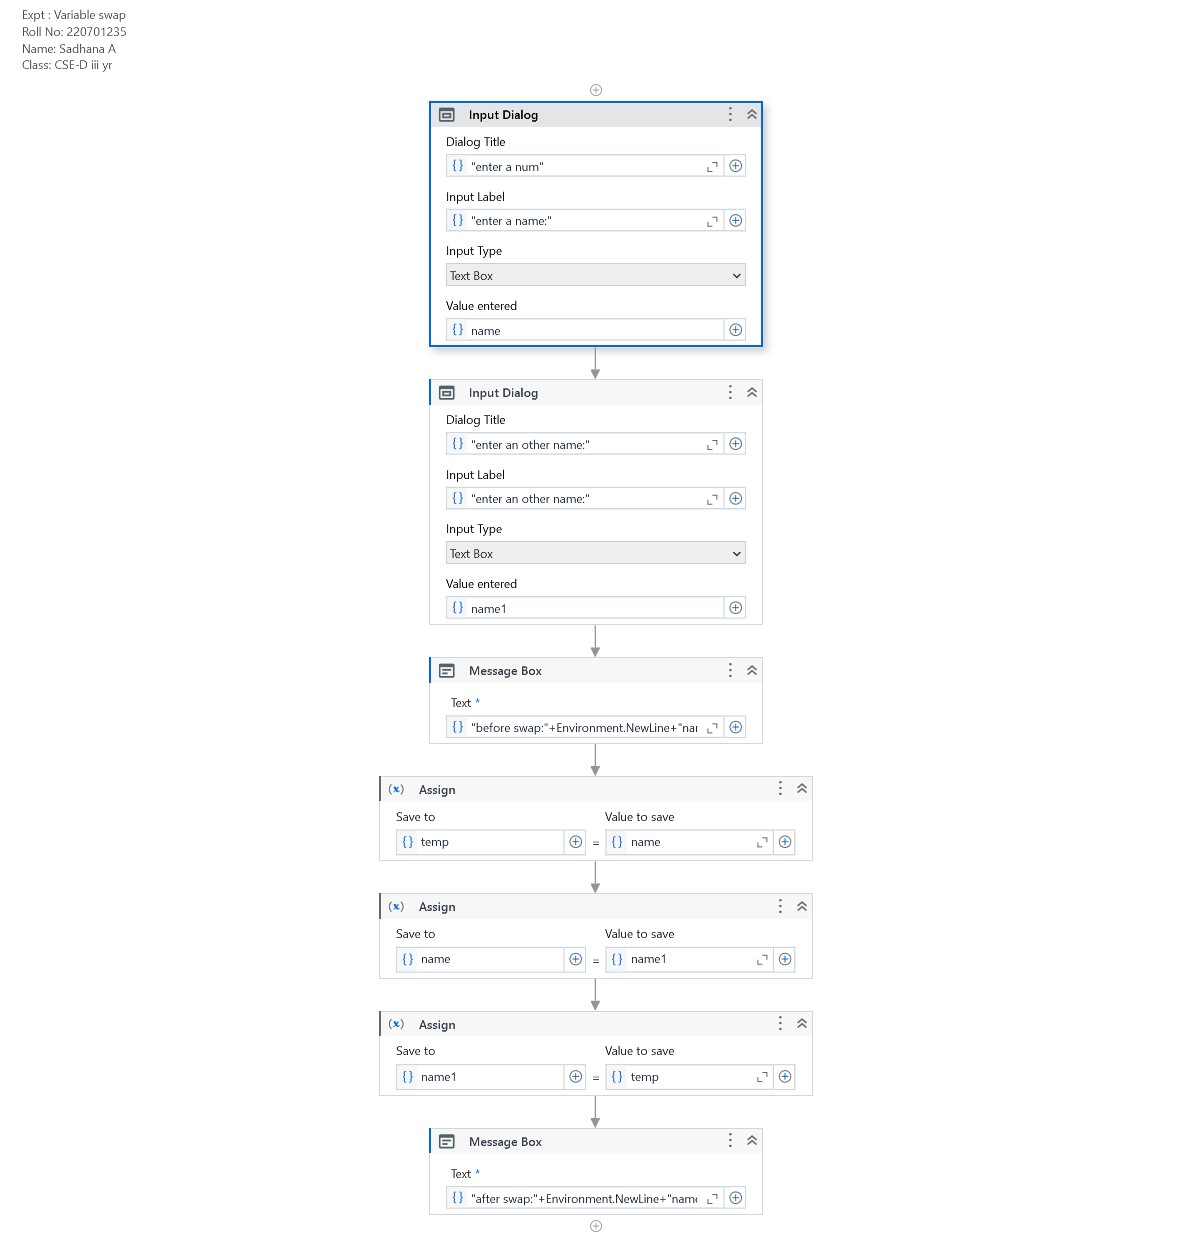 Expt : Variable swap
Roll No: 220701235
Name: Sadhana A
Class: CSE-D iii yr
Input Dialog
Dialog Title
{} "enter a num"
Input Label
{} "enter a name:"
Input Type
Text Box
Value entered
{} name
Input Dialog
Dialog Title
{} "enter an other name:"
Input Label
{} "enter an other name:"
Input Type
Text Box
Value entered
{} name1
Message Box
Text *
{} "before swap:"+Environment.NewLine+"nar
(x) Assign
Save to Value to save
{} temp = {} name
(x) Assign
Save to Value to save
{} name = {} name1
(x) Assign
Save to Value to save
{} name1 = {} temp
Message Box
Text *
{} "after swap:"+Environment.NewLine+"name